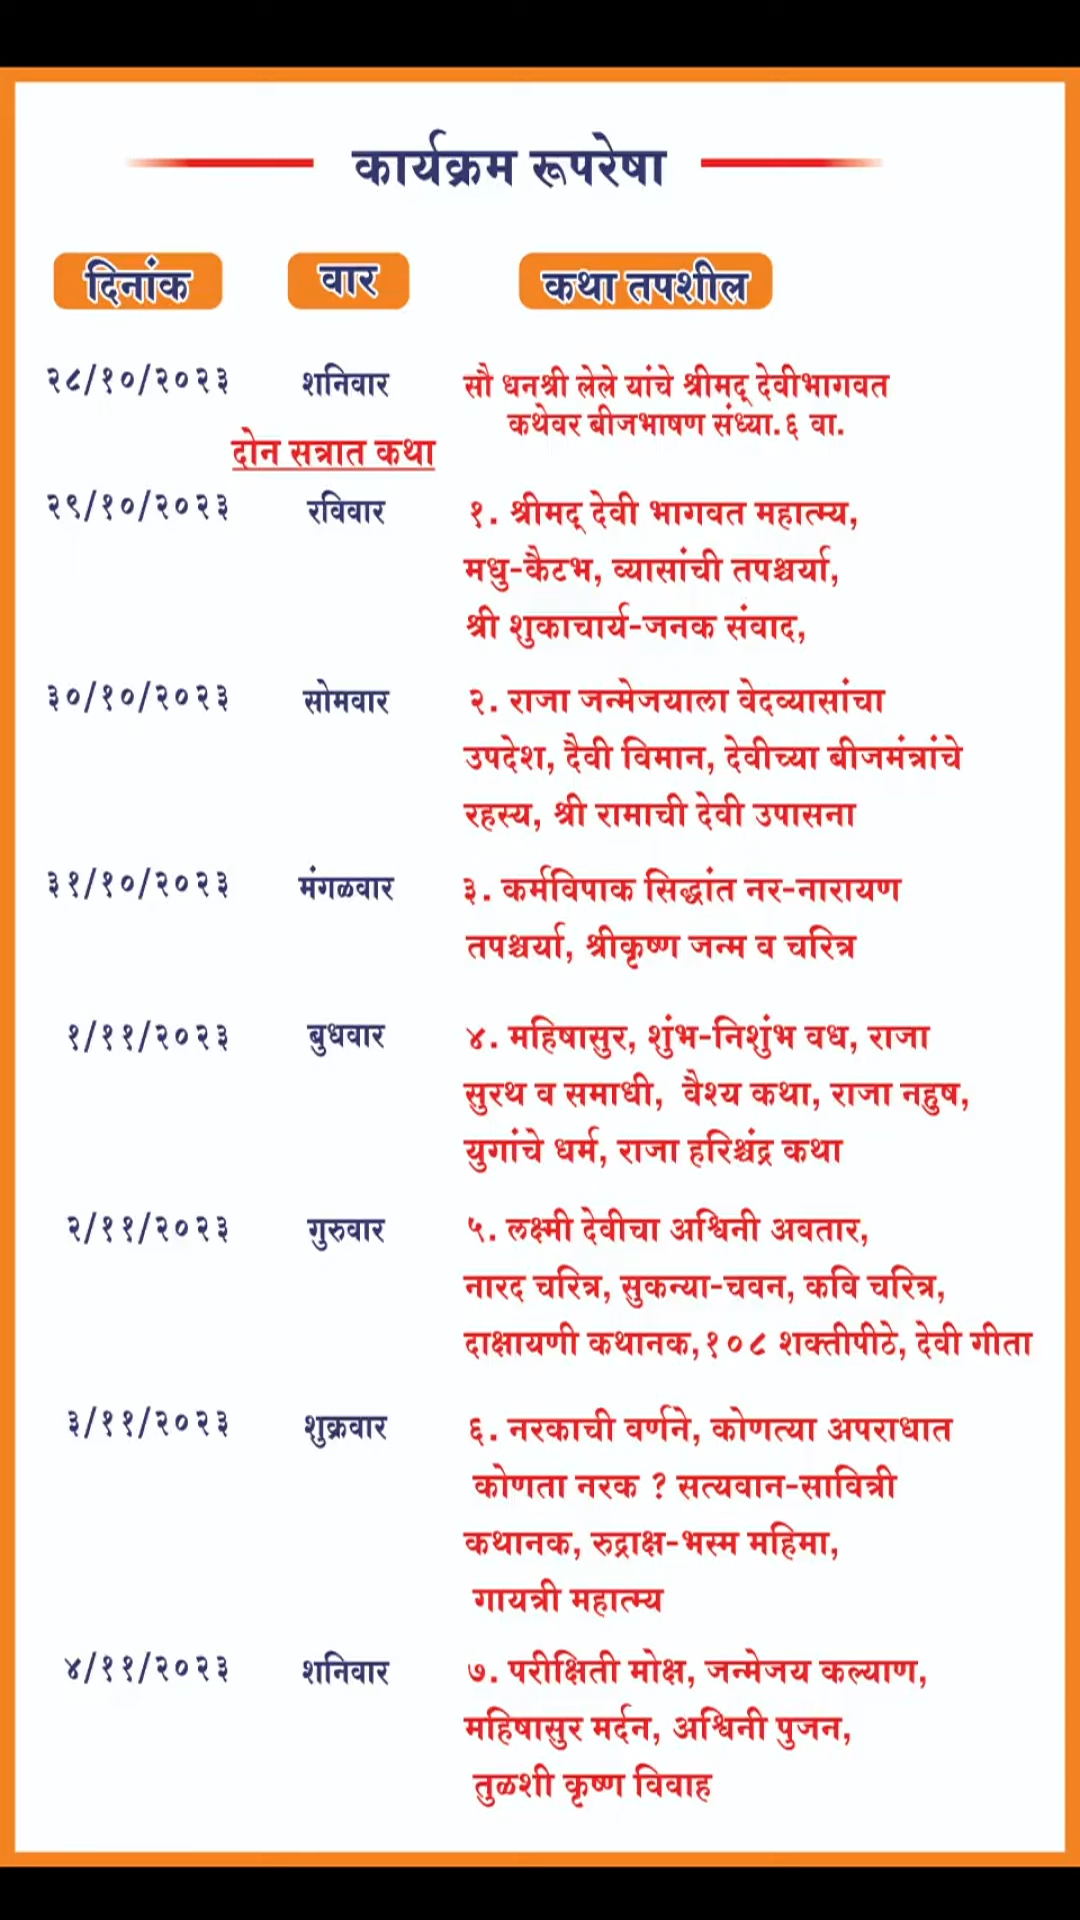 कार्यक्रम रूपरेषा
दिनांक वार कथा तपशील
२८/१०/२०२३ शनिवार सौ धनश्री लेले यांचे श्रीमद् देवीभागवत
कथेवर बीजभाषण संध्या.६ वा.
दोन सत्रात कथा
२९/१०/२०२३ रविवार १. श्रीमद् देवी भागवत महात्म्य,
मधु-कैटभ, व्यासांची तपश्चर्या,
श्री शुकाचार्य-जनक संवाद,
३०/१०/२०२३ सोमवार २. राजा जन्मेजयाला वेदव्यासांचा
उपदेश, दैवी विमान, देवीच्या बीजमंत्रांचे
रहस्य, श्री रामाची देवी उपासना
३१/१०/२०२३ मंगळवार ३. कर्मविपाक सिद्धांत नर-नारायण
तपश्चर्या, श्रीकृष्ण जन्म व चरित्र
१/११/२०२३ बुधवार ४. महिषासुर, शुंभ-निशुंभ वध, राजा
सुरथ व समाधी, वैश्य कथा, राजा नहुष,
युगांचे धर्म, राजा हरिश्चंद्र कथा
२/११/२०२३ गुरुवार ५. लक्ष्मी देवीचा अश्विनी अवतार,
नारद चरित्र, सुकन्या-चवन, कवि चरित्र,
दाक्षायणी कथानक,१०८ शक्तीपीठे, देवी गीता
३/११/२०२३ शुक्रवार ६. नरकाची वर्णने, कोणत्या अपराधात
कोणता नरक ? सत्यवान-सावित्री
कथानक, रुद्राक्ष-भस्म महिमा,
गायत्री महात्म्य
४/११/२०२३ शनिवार ७. परीक्षिती मोक्ष, जन्मेजय कल्याण,
महिषासुर मर्दन, अश्विनी पुजन,
तुळशी कृष्ण विवाह